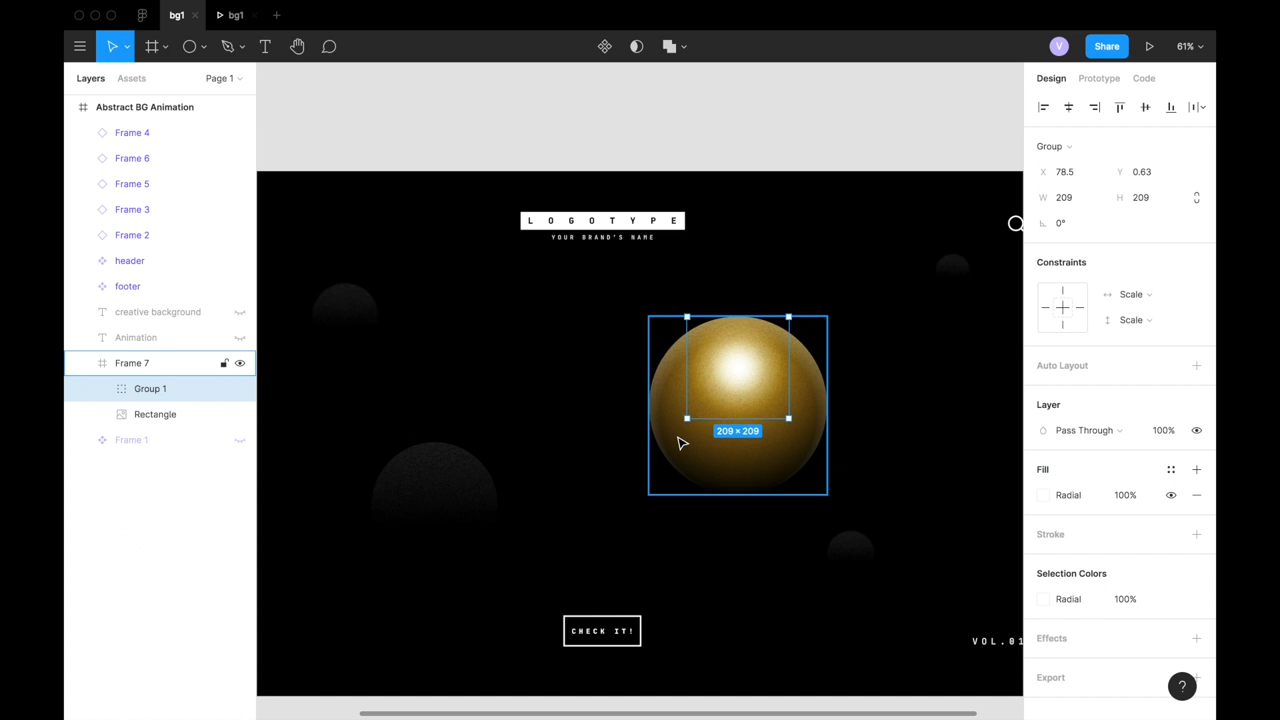 bg1
bg1
V
Share
61%
Layers
Assets
Page 1
Design
Prototype
Code
Abstract BG Animation
Frame 4
Frame 6
Frame 5
Frame 3
Frame 2
header
footer
creative background
Animation
Frame 7
Group 1
Rectangle
Frame 1
LOGOTYPE
YOUR BRAND'S NAME
209 × 209
CHECK IT!
VOL.01
Group
X 78.5 Y 0.63
W 209 H 209
0°
Constraints
Scale
Scale
Auto Layout
Layer
Pass Through 100%
Fill
Radial 100%
Stroke
Selection Colors
Radial 100%
Effects
Export
?